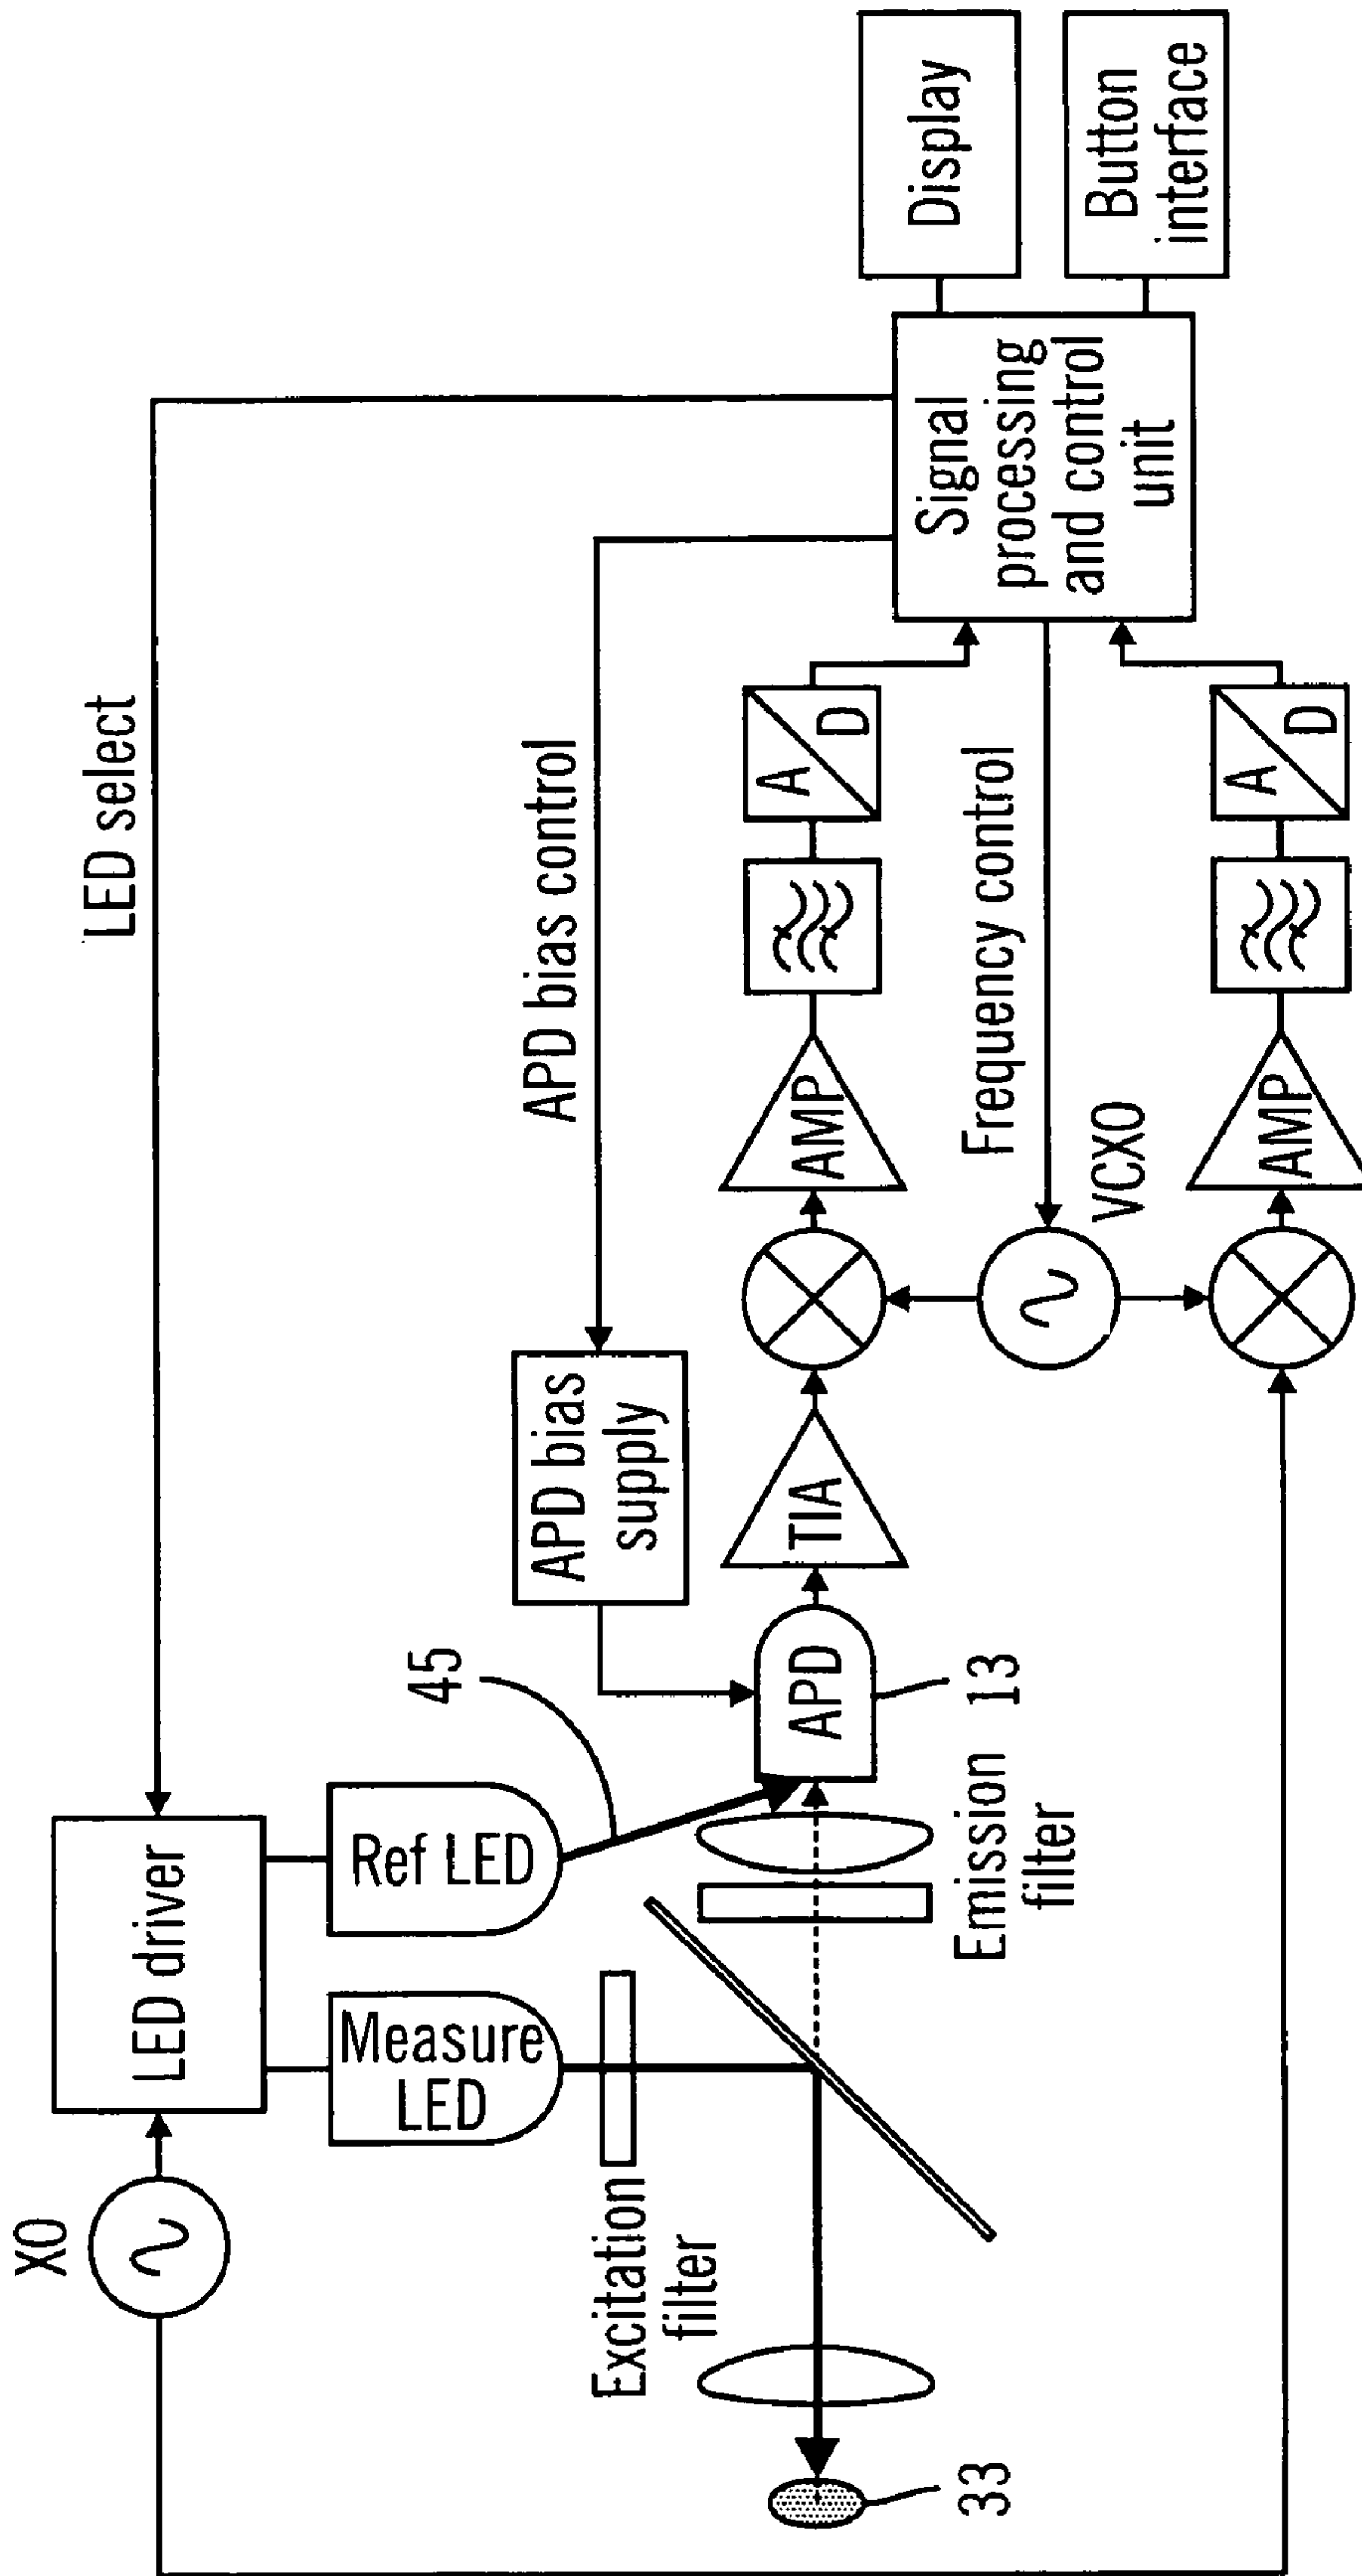 XO
LED driver
LED select
Measure
LED
Ref LED
Excitation
filter
45
APD bias
supply
APD bias control
33
Emission
fillter
13
APD
TIA
AMP
A
D
VCXO
Frequency control
AMP
A
D
Signal
processing
and control
unit
Display
Button
interface